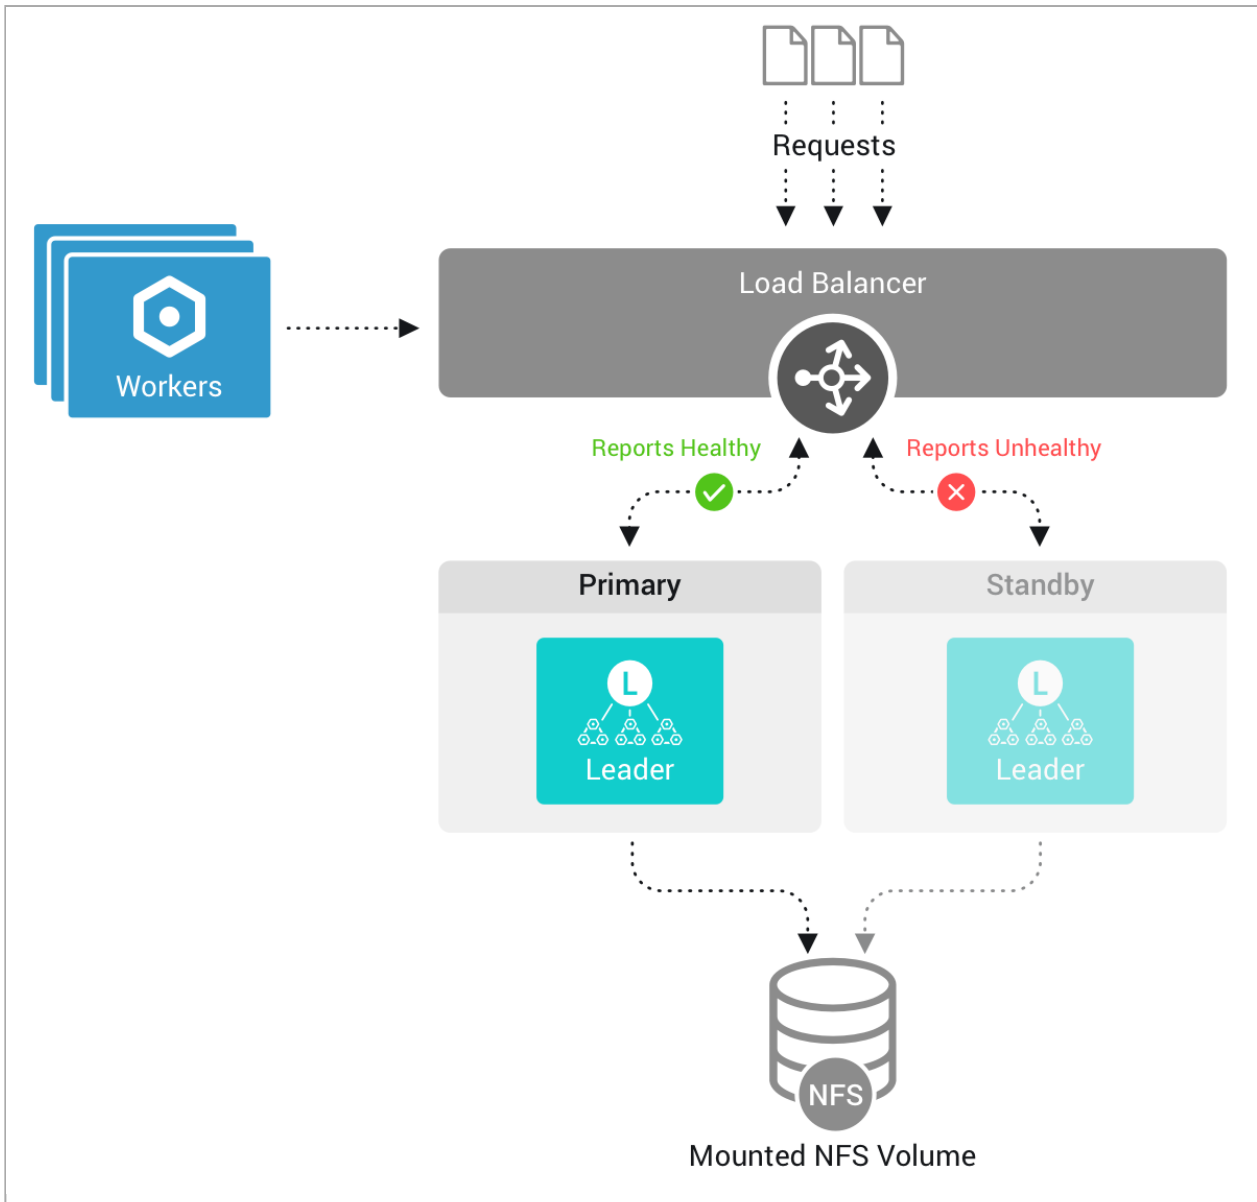 Requests
Load Balancer
Workers
Reports Healthy
Reports Unhealthy
Primary
Standby
L
L
Leader
Leader
NFS
Mounted NFS Volume